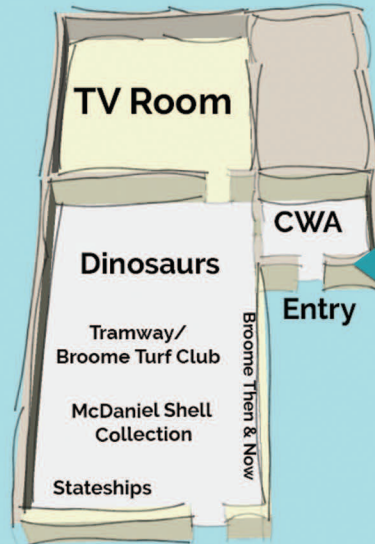 TV Room
CWA
Dinosaurs
Entry
Tramway/
Broome Turf Club
Broome Then & Now
McDaniel Shell
Collection
Stateships